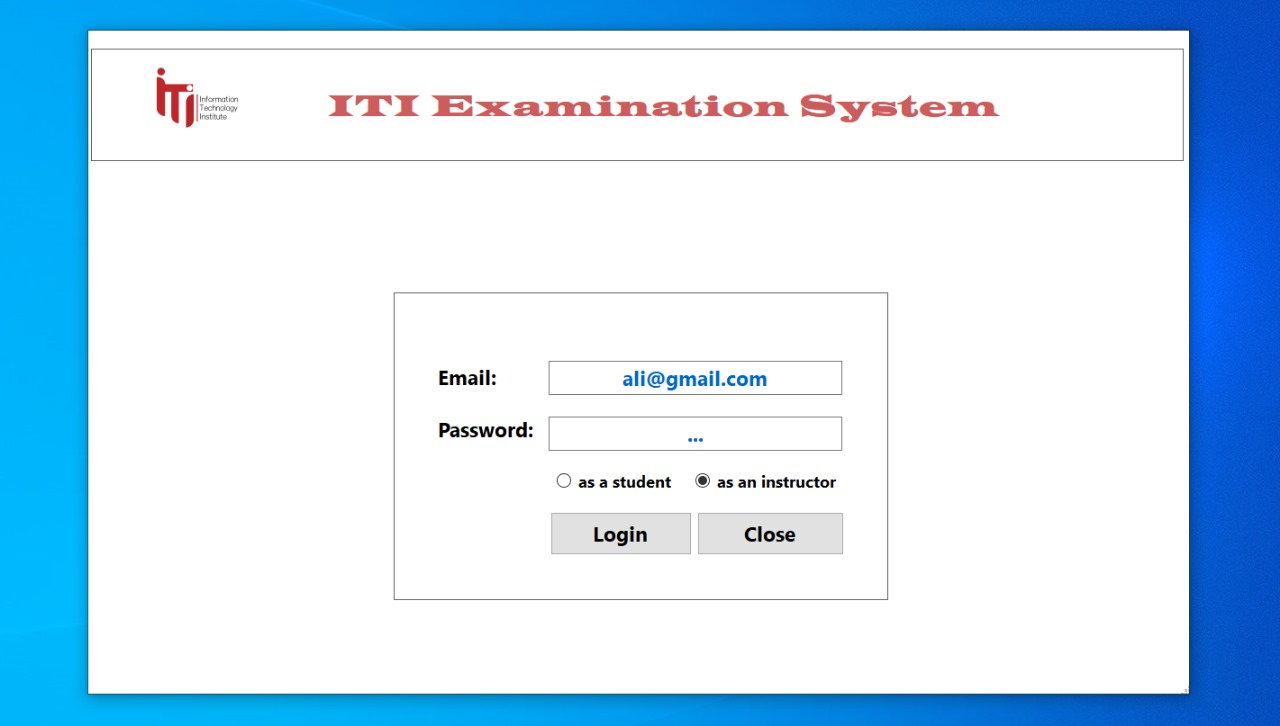 iTi
Information
Technology
Institute
ITI Examination System
Email:
ali@gmail.com
Password:
...
as a student
as an instructor
Login
Close